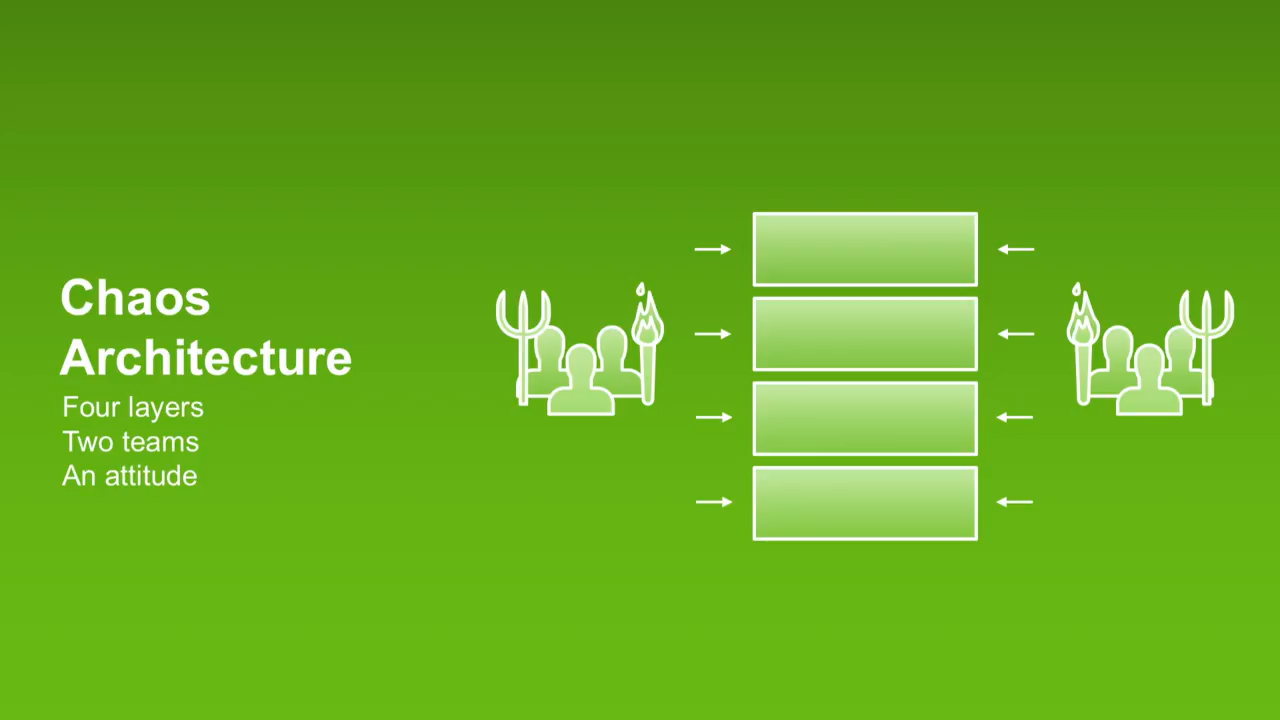 Chaos
Architecture
Four layers
Two teams
An attitude